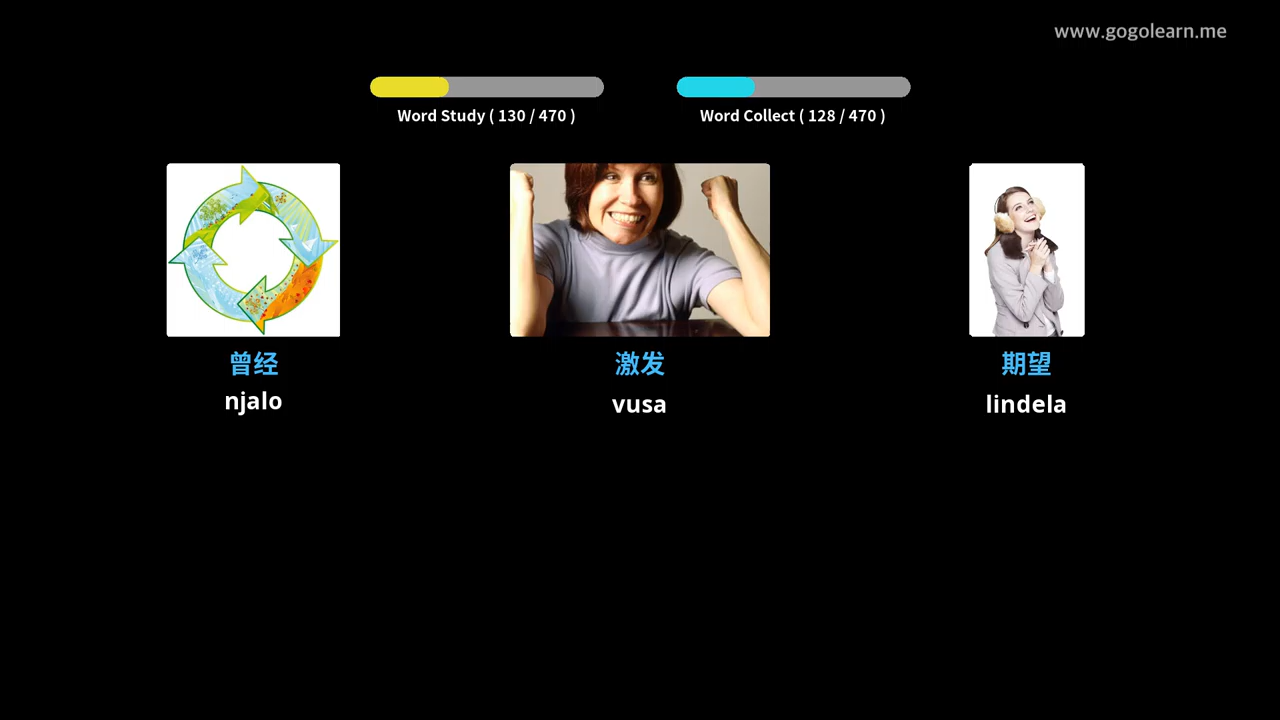 www.gogolearn.me
Word Study ( 130 / 470 )
Word Collect ( 128 / 470 )
曾经
激发
期望
njalo
vusa
lindela